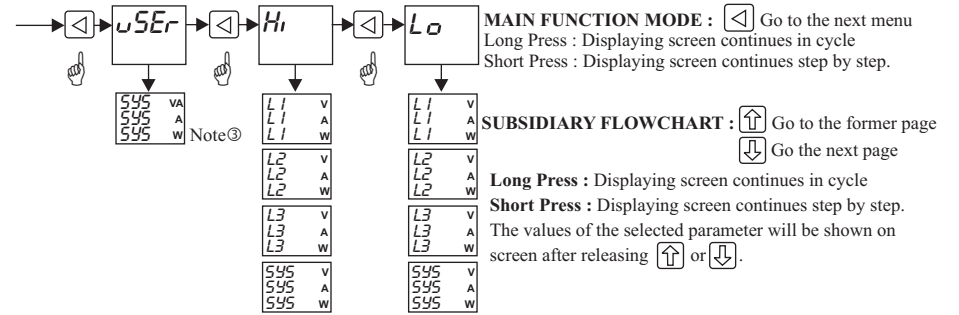 uSEr
Hi
Lo
MAIN FUNCTION MODE : Go to the next menu
Long Press : Displaying screen continues in cycle
Short Press : Displaying screen continues step by step.
SYS VA
SYS A
SYS W
Note③
L1 V
L1 A
L1 W
L2 V
L2 A
L2 W
L3 V
L3 A
L3 W
SYS V
SYS A
SYS W
L1 V
L1 A
L1 W
L2 V
L2 A
L2 W
L3 V
L3 A
L3 W
SYS V
SYS A
SYS W
SUBSIDIARY FLOWCHART : Go to the former page
Go the next page
Long Press : Displaying screen continues in cycle
Short Press : Displaying screen continues step by step.
The values of the selected parameter will be shown on
screen after releasing or .